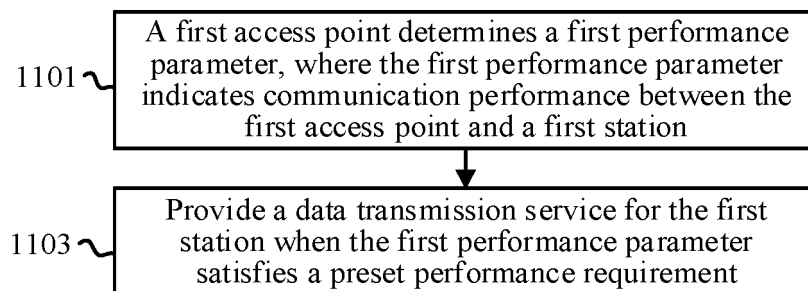 A first access point determines a first performance
parameter, where the first performance parameter
indicates communication performance between the
first access point and a first station
1101
Provide a data transmission service for the first
station when the first performance parameter
satisfies a preset performance requirement
1103